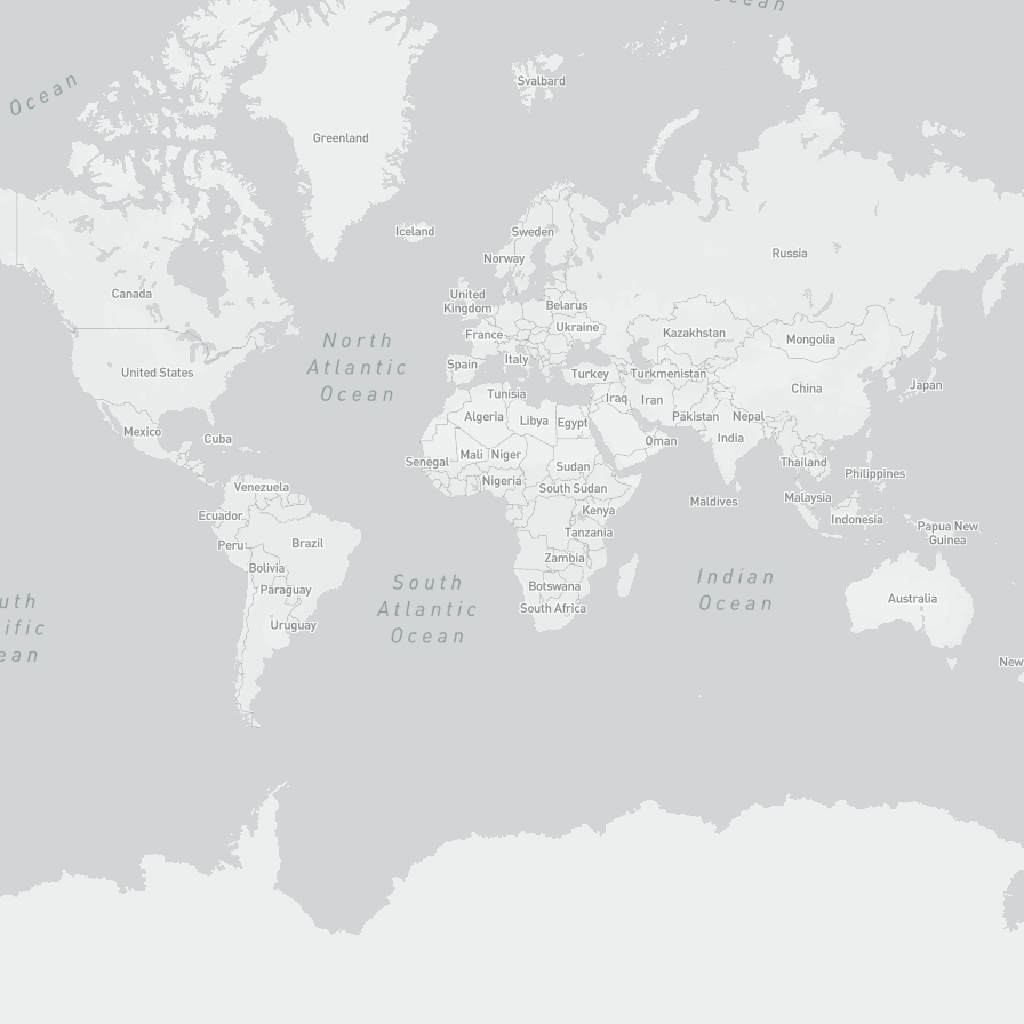 Ocean
Ocean
Svalbard
Greenland
Iceland
Sweden
Norway
Russia
Canada
United
Kingdom
Belarus
Ukraine
France
Kazakhstan
Mongolia
North
Atlantic
Ocean
United States
Spain
Italy
Turkey
Turkmenistan
China
Japan
Tunisia
Iraq
Iran
Algeria
Libya
Egypt
Pakistan
Nepal
Mexico
Cuba
Oman
India
Senegal
Mali
Niger
Sudan
Thailand
Philippines
Venezuela
Nigeria
South Sudan
Maldives
Malaysia
Ecuador
Kenya
Indonesia
Papua New
Guinea
Peru
Brazil
Tanzania
Bolivia
Zambia
Paraguay
Botswana
South
Atlantic
Ocean
Indian
Ocean
Australia
South Africa
Uruguay
uth
ific
ean
New